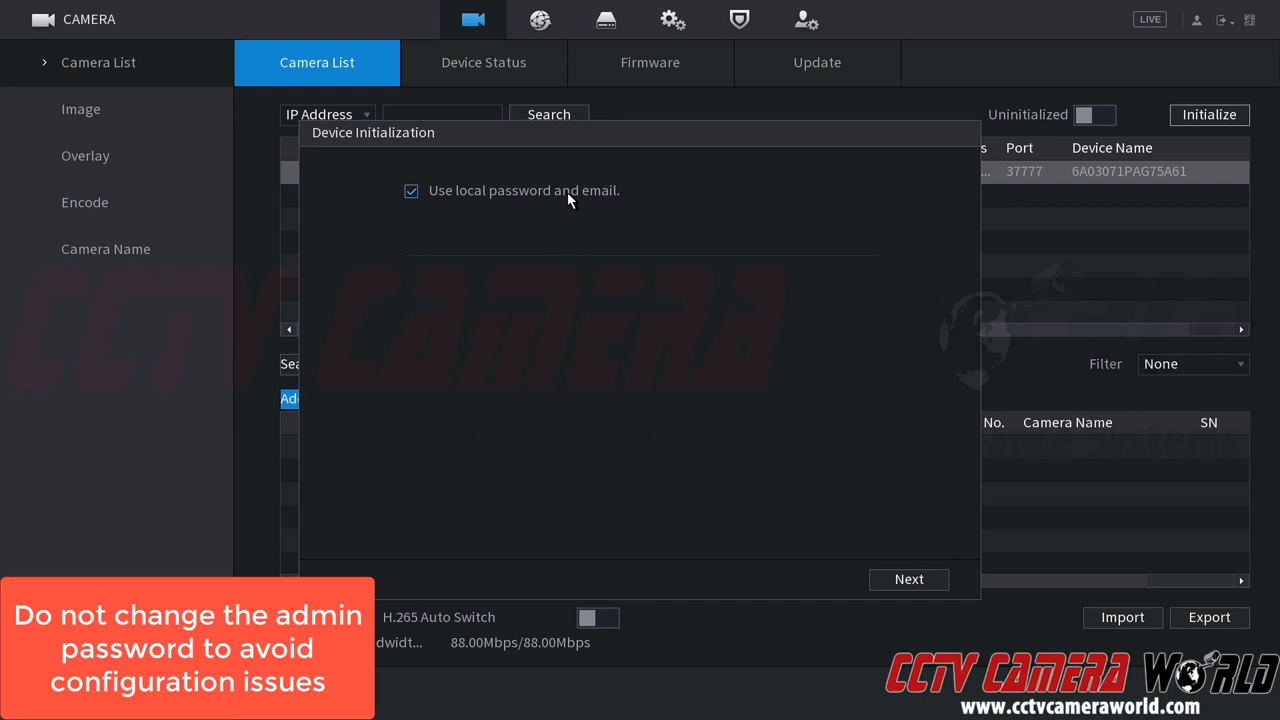 CAMERA
LIVE
Camera List
Image
Overlay
Encode
Camera Name
Camera List
Device Status
Firmware
Update
IP Address
Search
Uninitialized
Initialize
Port
Device Name
37777
6A03071PAG75A61
Device Initialization
Use local password and email.
Next
Filter
None
No.
Camera Name
SN
H.265 Auto Switch
88.00Mbps/88.00Mbps
Import
Export
Do not change the admin
password to avoid
configuration issues
CCTV CAMERA WORLD
CCTV CAMERA WORLD
www.cctvcameraworld.com